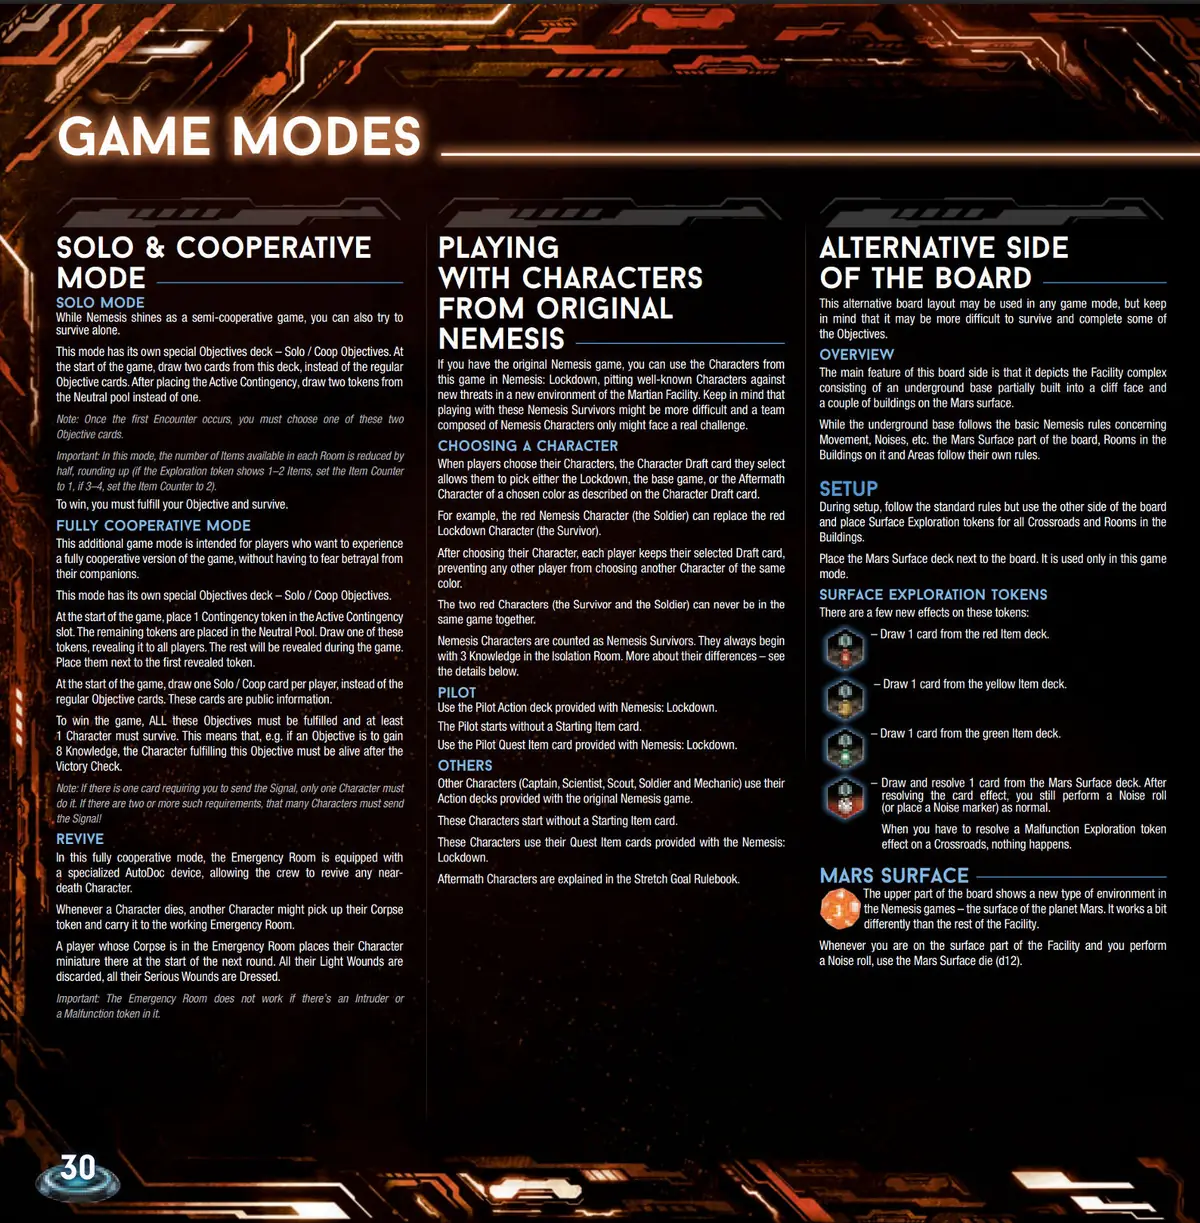 GAME MODES
SOLO & COOPERATIVE
MODE
SOLO MODE
While Nemesis shines as a semi-cooperative game, you can also try to
survive alone.
This mode has its own special Objectives deck – Solo / Coop Objectives. At
the start of the game, draw two cards from this deck, instead of the regular
Objective cards. After placing the Active Contingency, draw two tokens from
the Neutral pool instead of one.
Note: Once the first Encounter occurs, you must choose one of these two
Objective cards.
Important: In this mode, the number of Items available in each Room is reduced by
half, rounding up (if the Exploration token shows 1–2 Items, set the Item Counter
to 1, if 3–4, set the Item Counter to 2).
To win, you must fulfill your Objective and survive.
FULLY COOPERATIVE MODE
This additional game mode is intended for players who want to experience
a fully cooperative version of the game, without having to fear betrayal from
their companions.
This mode has its own special Objectives deck – Solo / Coop Objectives.
At the start of the game, place 1 Contingency token in the Active Contingency
slot. The remaining tokens are placed in the Neutral Pool. Draw one of these
tokens, revealing it to all players. The rest will be revealed during the game.
Place them next to the first revealed token.
At the start of the game, draw one Solo / Coop card per player, instead of the
regular Objective cards. These cards are public information.
To win the game, ALL these Objectives must be fulfilled and at least
1 Character must survive. This means that, e.g. if an Objective is to gain
8 Knowledge, the Character fulfilling this Objective must be alive after the
Victory Check.
Note: If there is one card requiring you to send the Signal, only one Character must
do it. If there are two or more such requirements, that many Characters must send
the Signal!
REVIVE
In this fully cooperative mode, the Emergency Room is equipped with
a specialized AutoDoc device, allowing the crew to revive any near-
death Character.
Whenever a Character dies, another Character might pick up their Corpse
token and carry it to the working Emergency Room.
A player whose Corpse is in the Emergency Room places their Character
miniature there at the start of the next round. All their Light Wounds are
discarded, all their Serious Wounds are Dressed.
Important: The Emergency Room does not work if there's an Intruder or
a Malfunction token in it.
PLAYING
WITH CHARACTERS
FROM ORIGINAL
NEMESIS
If you have the original Nemesis game, you can use the Characters from
this game in Nemesis: Lockdown, pitting well-known Characters against
new threats in a new environment of the Martian Facility. Keep in mind that
playing with these Nemesis Survivors might be more difficult and a team
composed of Nemesis Characters only might face a real challenge.
CHOOSING A CHARACTER
When players choose their Characters, the Character Draft card they select
allows them to pick either the Lockdown, the base game, or the Aftermath
Character of a chosen color as described on the Character Draft card.
For example, the red Nemesis Character (the Soldier) can replace the red
Lockdown Character (the Survivor).
After choosing their Character, each player keeps their selected Draft card,
preventing any other player from choosing another Character of the same
color.
The two red Characters (the Survivor and the Soldier) can never be in the
same game together.
Nemesis Characters are counted as Nemesis Survivors. They always begin
with 3 Knowledge in the Isolation Room. More about their differences – see
the details below.
PILOT
Use the Pilot Action deck provided with Nemesis: Lockdown.
The Pilot starts without a Starting Item card.
Use the Pilot Quest Item card provided with Nemesis: Lockdown.
OTHERS
Other Characters (Captain, Scientist, Scout, Soldier and Mechanic) use their
Action decks provided with the original Nemesis game.
These Characters start without a Starting Item card.
These Characters use their Quest Item cards provided with the Nemesis:
Lockdown.
Aftermath Characters are explained in the Stretch Goal Rulebook.
ALTERNATIVE SIDE
OF THE BOARD
This alternative board layout may be used in any game mode, but keep
in mind that it may be more difficult to survive and complete some of
the Objectives.
OVERVIEW
The main feature of this board side is that it depicts the Facility complex
consisting of an underground base partially built into a cliff face and
a couple of buildings on the Mars surface.
While the underground base follows the basic Nemesis rules concerning
Movement, Noises, etc. the Mars Surface part of the board, Rooms in the
Buildings on it and Areas follow their own rules.
SETUP
During setup, follow the standard rules but use the other side of the board
and place Surface Exploration tokens for all Crossroads and Rooms in the
Buildings.
Place the Mars Surface deck next to the board. It is used only in this game
mode.
SURFACE EXPLORATION TOKENS
There are a few new effects on these tokens:
– Draw 1 card from the red Item deck.
– Draw 1 card from the yellow Item deck.
– Draw 1 card from the green Item deck.
– Draw and resolve 1 card from the Mars Surface deck. After
resolving the card effect, you still perform a Noise roll
(or place a Noise marker) as normal.
When you have to resolve a Malfunction Exploration token
effect on a Crossroads, nothing happens.
MARS SURFACE
The upper part of the board shows a new type of environment in
the Nemesis games – the surface of the planet Mars. It works a bit
differently than the rest of the Facility.
Whenever you are on the surface part of the Facility and you perform
a Noise roll, use the Mars Surface die (d12).
30